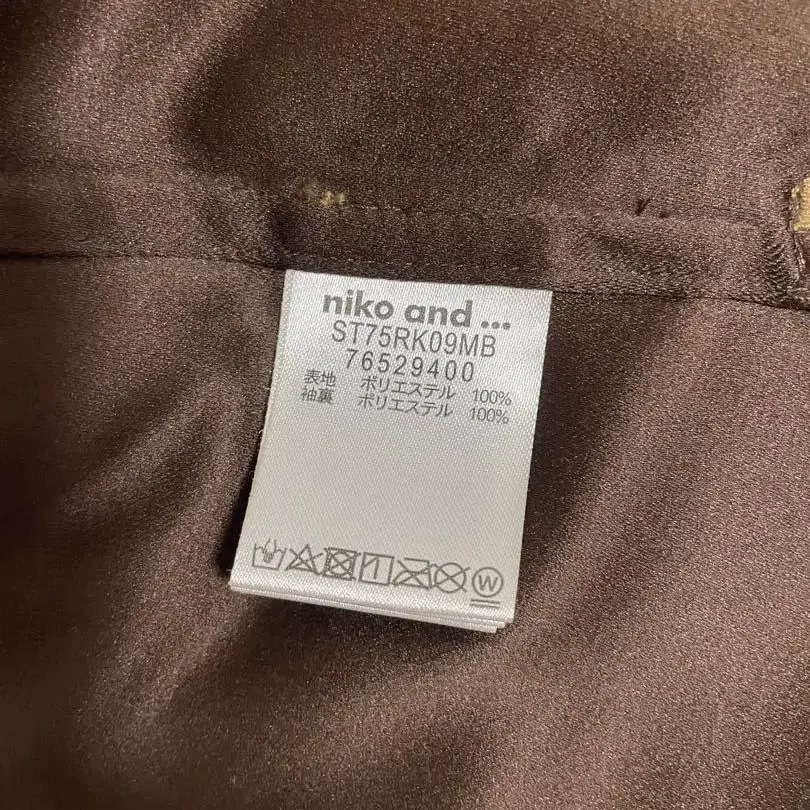 niko and ...
ST75RK09MB
76529400
表地 ポリエステル 100%
袖裏 ポリエステル 100%
W